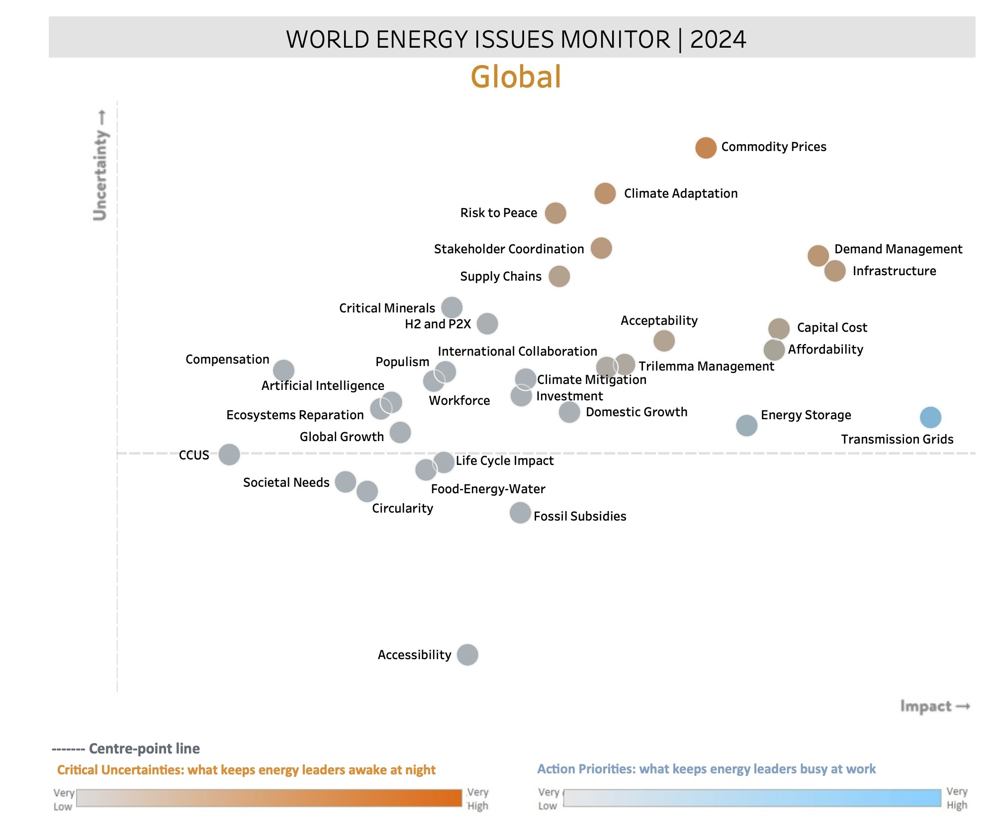 WORLD ENERGY ISSUES MONITOR | 2024
Global
Uncertainty →
Commodity Prices
Climate Adaptation
Risk to Peace
Stakeholder Coordination
Demand Management
Supply Chains
Infrastructure
Critical Minerals
H2 and P2X
Acceptability
Capital Cost
International Collaboration
Affordability
Compensation
Populism
Trilemma Management
Artificial Intelligence
Climate Mitigation
Workforce
Investment
Ecosystems Reparation
Domestic Growth
Energy Storage
Global Growth
Transmission Grids
CCUS
Life Cycle Impact
Societal Needs
Food-Energy-Water
Circularity
Fossil Subsidies
Accessibility
Impact →
------- Centre-point line
Critical Uncertainties: what keeps energy leaders awake at night
Very
Low
Very
High
Action Priorities: what keeps energy leaders busy at work
Very
Low
Very
High